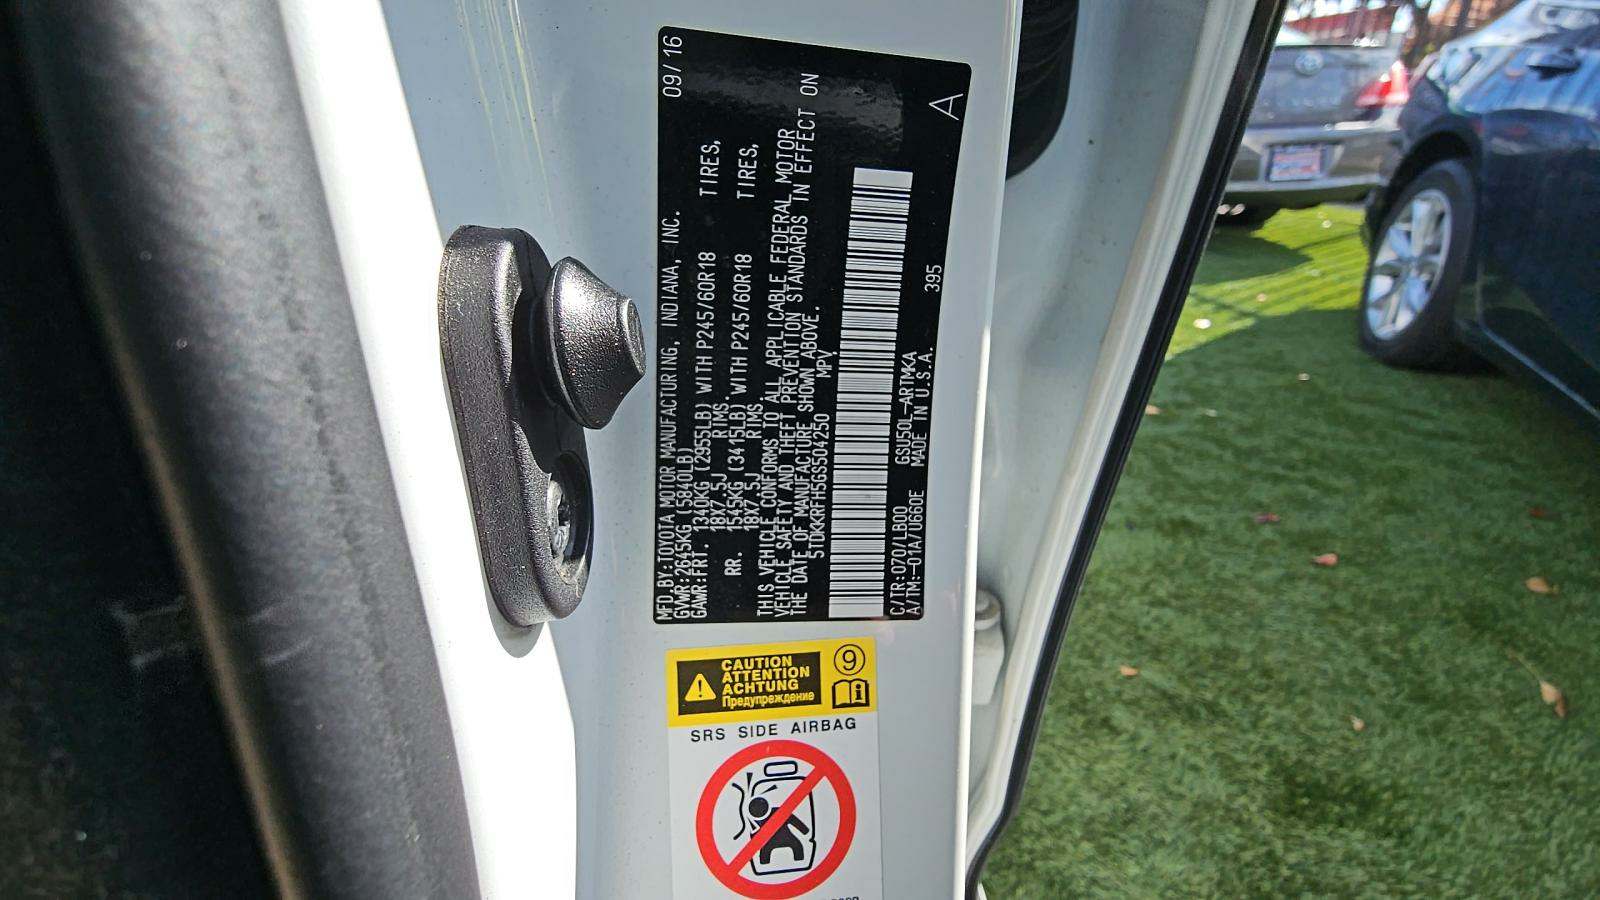 MFD.BY:TOYOTA MOTOR MANUFACTURING, INDIANA, INC. 09/16
GVWR:2645KG (5840LB)
GAWR:FRT. 1340KG (2955LB) WITH P245/60R18 TIRES,
18X7.5J RIMS.
RR. 1545KG (3415LB) WITH P245/60R18 TIRES,
18X7.5J RIMS.
THIS VEHICLE CONFORMS TO ALL APPLICABLE FEDERAL MOTOR
VEHICLE SAFETY AND THEFT PREVENTION STANDARDS IN EFFECT ON
THE DATE OF MANUFACTURE SHOWN ABOVE.
5TDKKRFH5GS504250 MPV
C/TR:070/LB00 GSU50L-ARTMKA 395 A
A/TM:-01A/U660E MADE IN U.S.A.
CAUTION
ATTENTION
ACHTUNG
Предупреждение
9
SRS SIDE AIRBAG